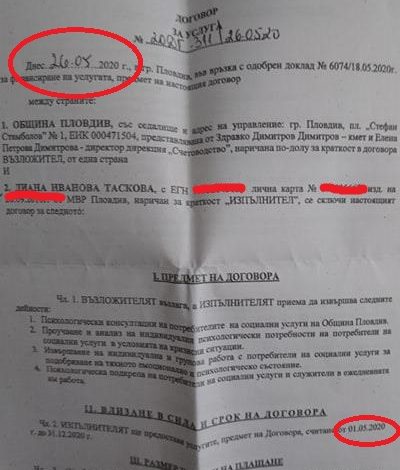 ДОГОВОР
ЗА УСЛУГА
№
Днес, 26.05 2020 г., в гр. Пловдив, във връзка с одобрен доклад № 6074/18.05.2020г.
за финансиране на услугата, предмет на настоящия договор
между страните:
1. ОБЩИНА ПЛОВДИВ, със седалище и адрес на управление: гр. Пловдив, пл. "Стефан
Стамболов" № 1, ЕИК 000471504, представлявана от Здравко Димитров Димитров – кмет и Елена
Петрова Димитрова - директор дирекция „Счетоводство", наричана по-долу за краткост в договора
ВЪЗЛОЖИТЕЛ, от една страна
И
2. ИВАНОВА ТАСКОВА, с ЕГН лична карта № изд. на
МВР Пловдив, наричан за краткост "ИЗПЪЛНИТЕЛ", се сключи настоящият
договор за следното:
I. ПРЕДМЕТ НА ДОГОВОРА
Чл. 1. ВЪЗЛОЖИТЕЛЯТ възлага, а ИЗПЪЛНИТЕЛЯТ приема да извършва следните
дейности:
1. Психологически консултации на потребителите на социални услуги на Община Пловдив.
2. Проучване и анализ на индивидуалните психологически потребности на потребители на
социални услуги в условията на кризисни ситуации.
3. Извършване на индивидуална и групова работа с потребители на социални услуги за
подобряване на тяхното емоционално и психологическо състояние.
4. Психологическа подкрепа на потребители на социални услуги и служители в ежедневната
им работа.
II. ВЛИЗАНЕ В СИЛА И СРОК НА ДОГОВОРА
Чл. 2. ИЗПЪЛНИТЕЛЯТ ще предоставя услугите, предмет на Договора, считано от 01.05.2020
г. до 31.12.2020 г.
III. РАЗМЕР ПЛАЩАНЕ